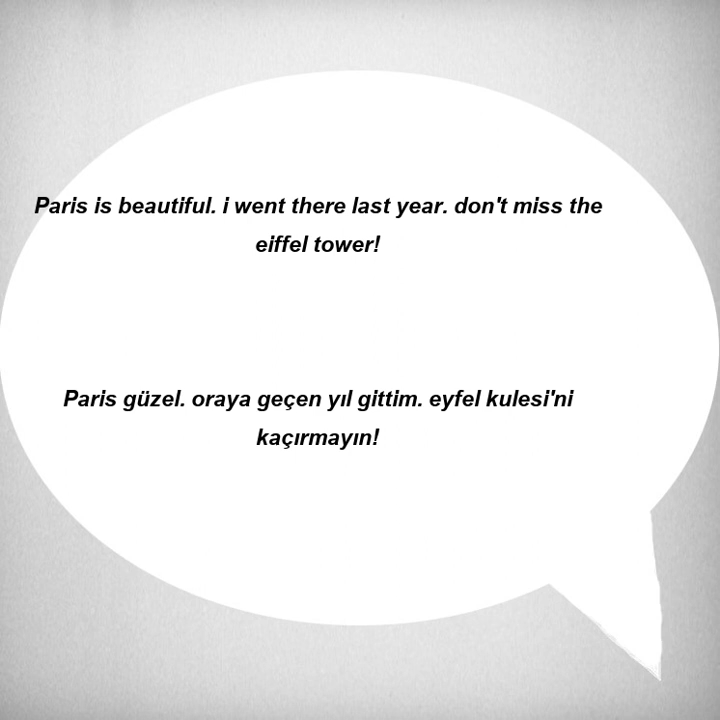 Paris is beautiful. i went there last year. don't miss the
eiffel tower!
Paris güzel. oraya geçen yıl gittim. eyfel kulesi'ni
kaçırmayın!